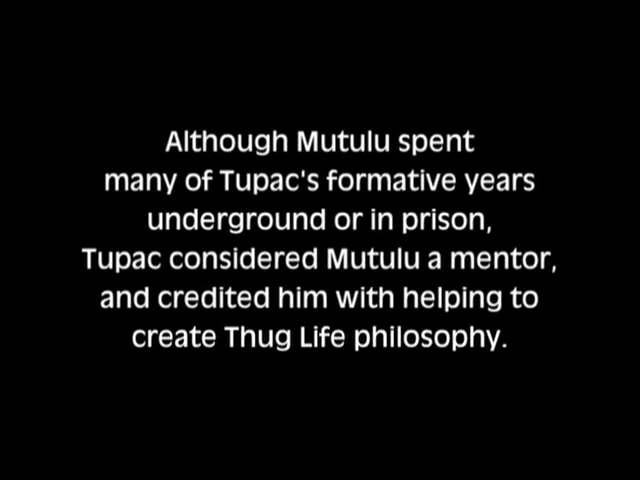 Although Mutulu spent
many of Tupac's formative years
underground or in prison,
Tupac considered Mutulu a mentor,
and credited him with helping to
create Thug Life philosophy.